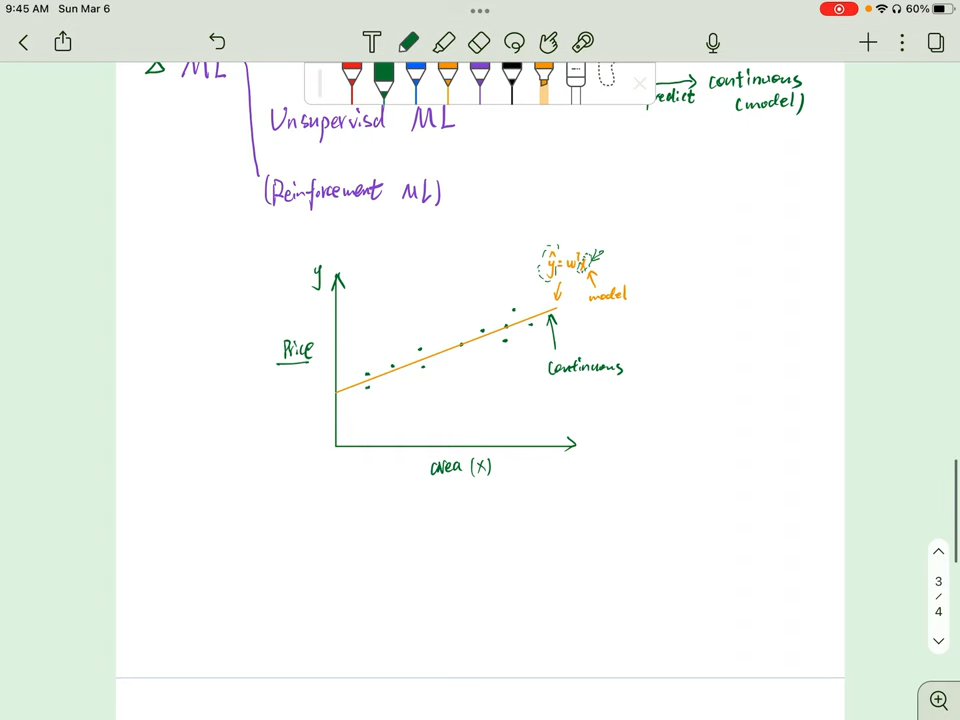 9:45 AM Sun Mar 6
60%
T
△ ML
continuous
predict
(model)
Unsupervisd ML
(Reinforcement ML)
y
ŷ = wᵀx
model
Price
continuous
area (x)
3
/
4